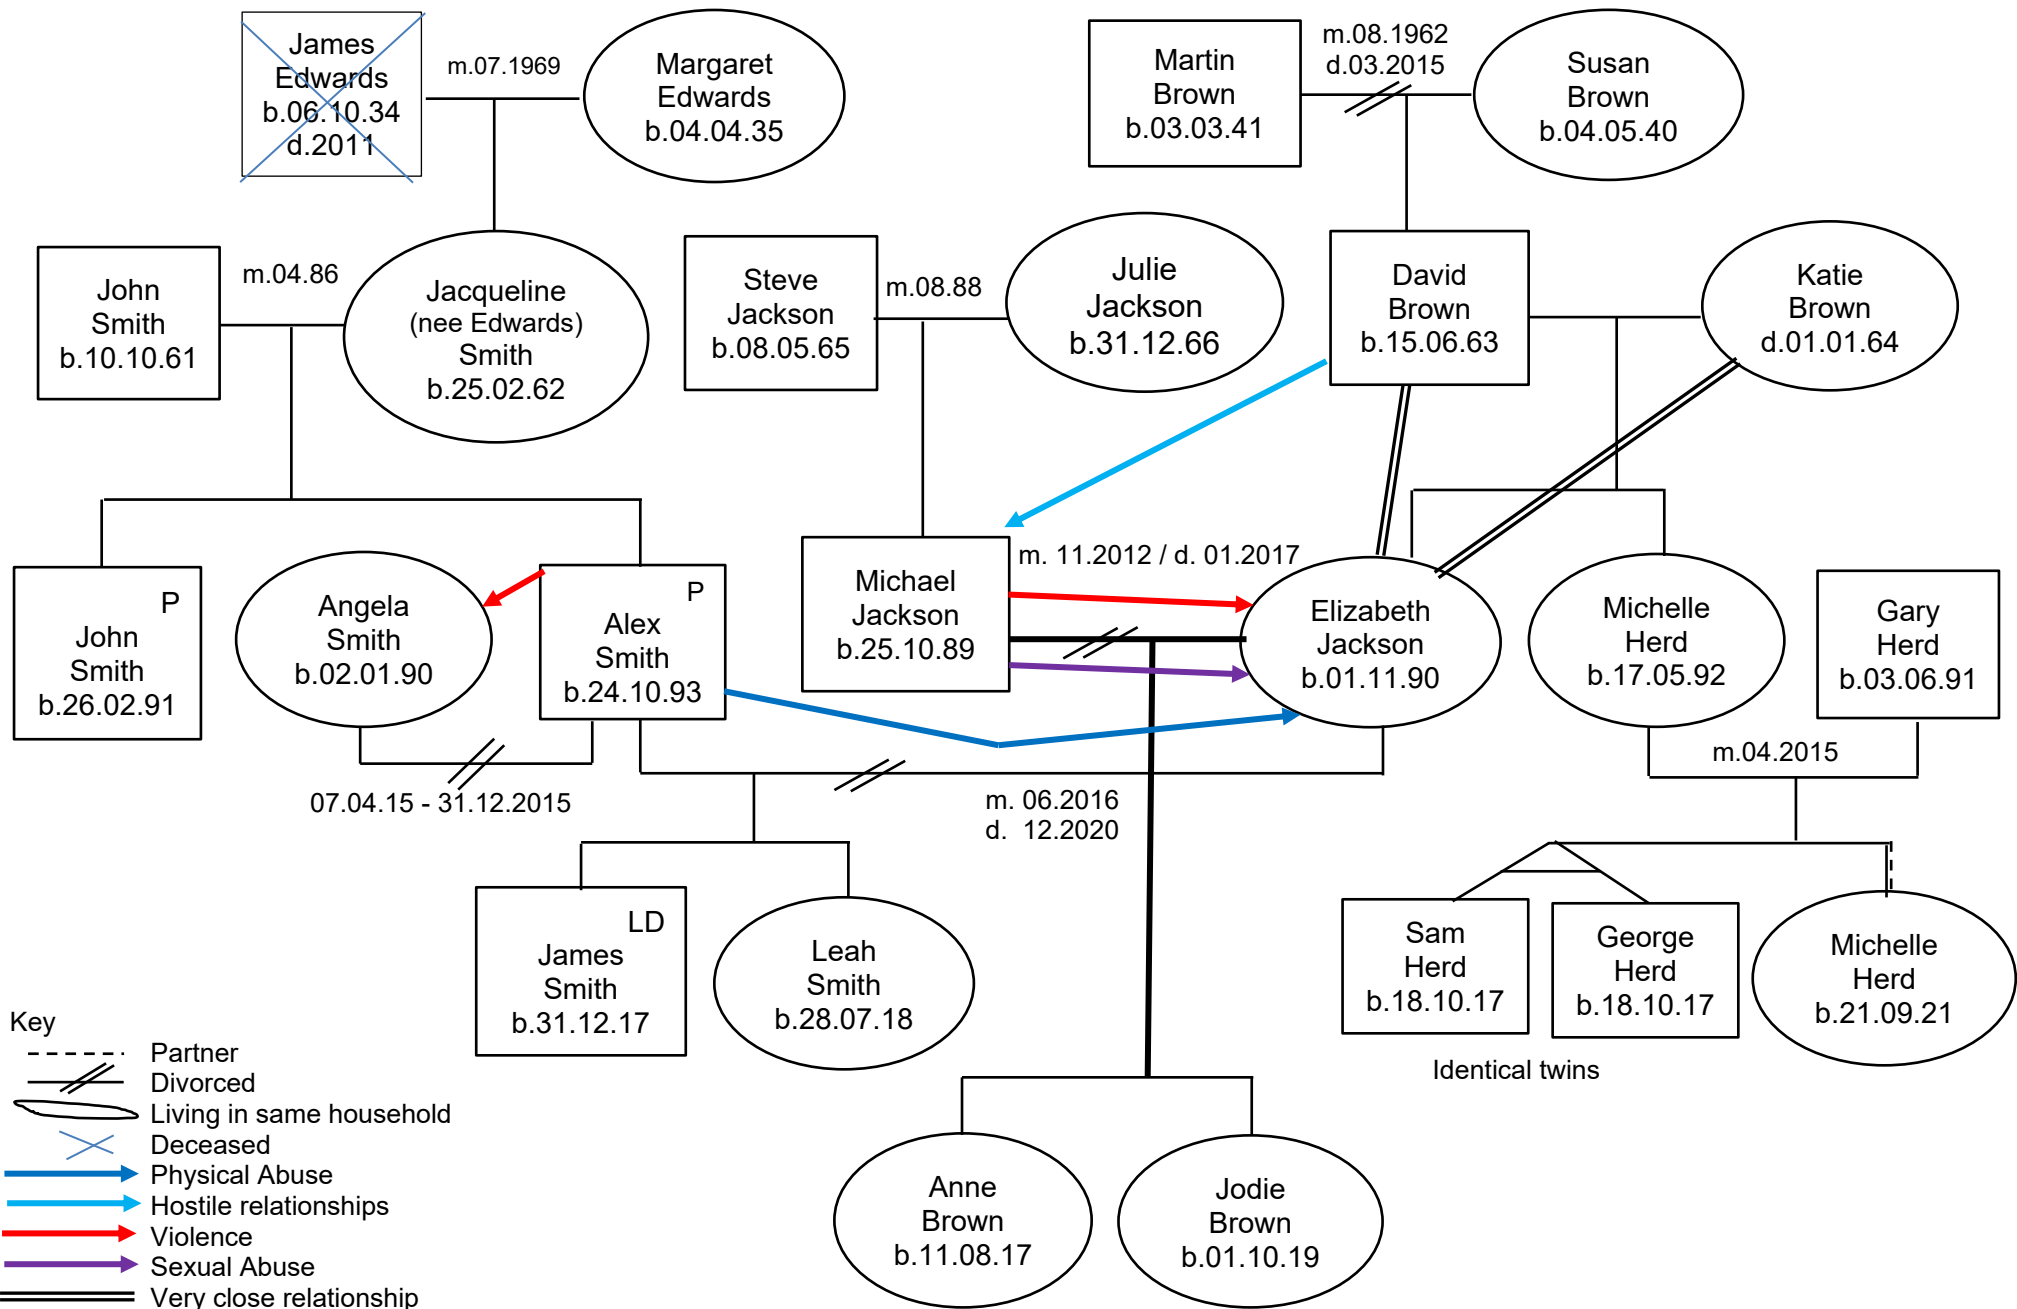 James
Edwards
b.06.10.34
d.2011
m.07.1969
Margaret
Edwards
b.04.04.35
Martin
Brown
b.03.03.41
m.08.1962
d.03.2015
Susan
Brown
b.04.05.40
John
Smith
b.10.10.61
m.04.86
Jacqueline
(nee Edwards)
Smith
b.25.02.62
Steve
Jackson
b.08.05.65
m.08.88
Julie
Jackson
b.31.12.66
David
Brown
b.15.06.63
Katie
Brown
d.01.01.64
P
John
Smith
b.26.02.91
Angela
Smith
b.02.01.90
P
Alex
Smith
b.24.10.93
Michael
Jackson
b.25.10.89
m. 11.2012 / d. 01.2017
Elizabeth
Jackson
b.01.11.90
Michelle
Herd
b.17.05.92
Gary
Herd
b.03.06.91
07.04.15 - 31.12.2015
m. 06.2016
d. 12.2020
m.04.2015
LD
James
Smith
b.31.12.17
Leah
Smith
b.28.07.18
Sam
Herd
b.18.10.17
George
Herd
b.18.10.17
Michelle
Herd
b.21.09.21
Identical twins
Anne
Brown
b.11.08.17
Jodie
Brown
b.01.10.19
Key
Partner
Divorced
Living in same household
Deceased
Physical Abuse
Hostile relationships
Violence
Sexual Abuse
Very close relationship